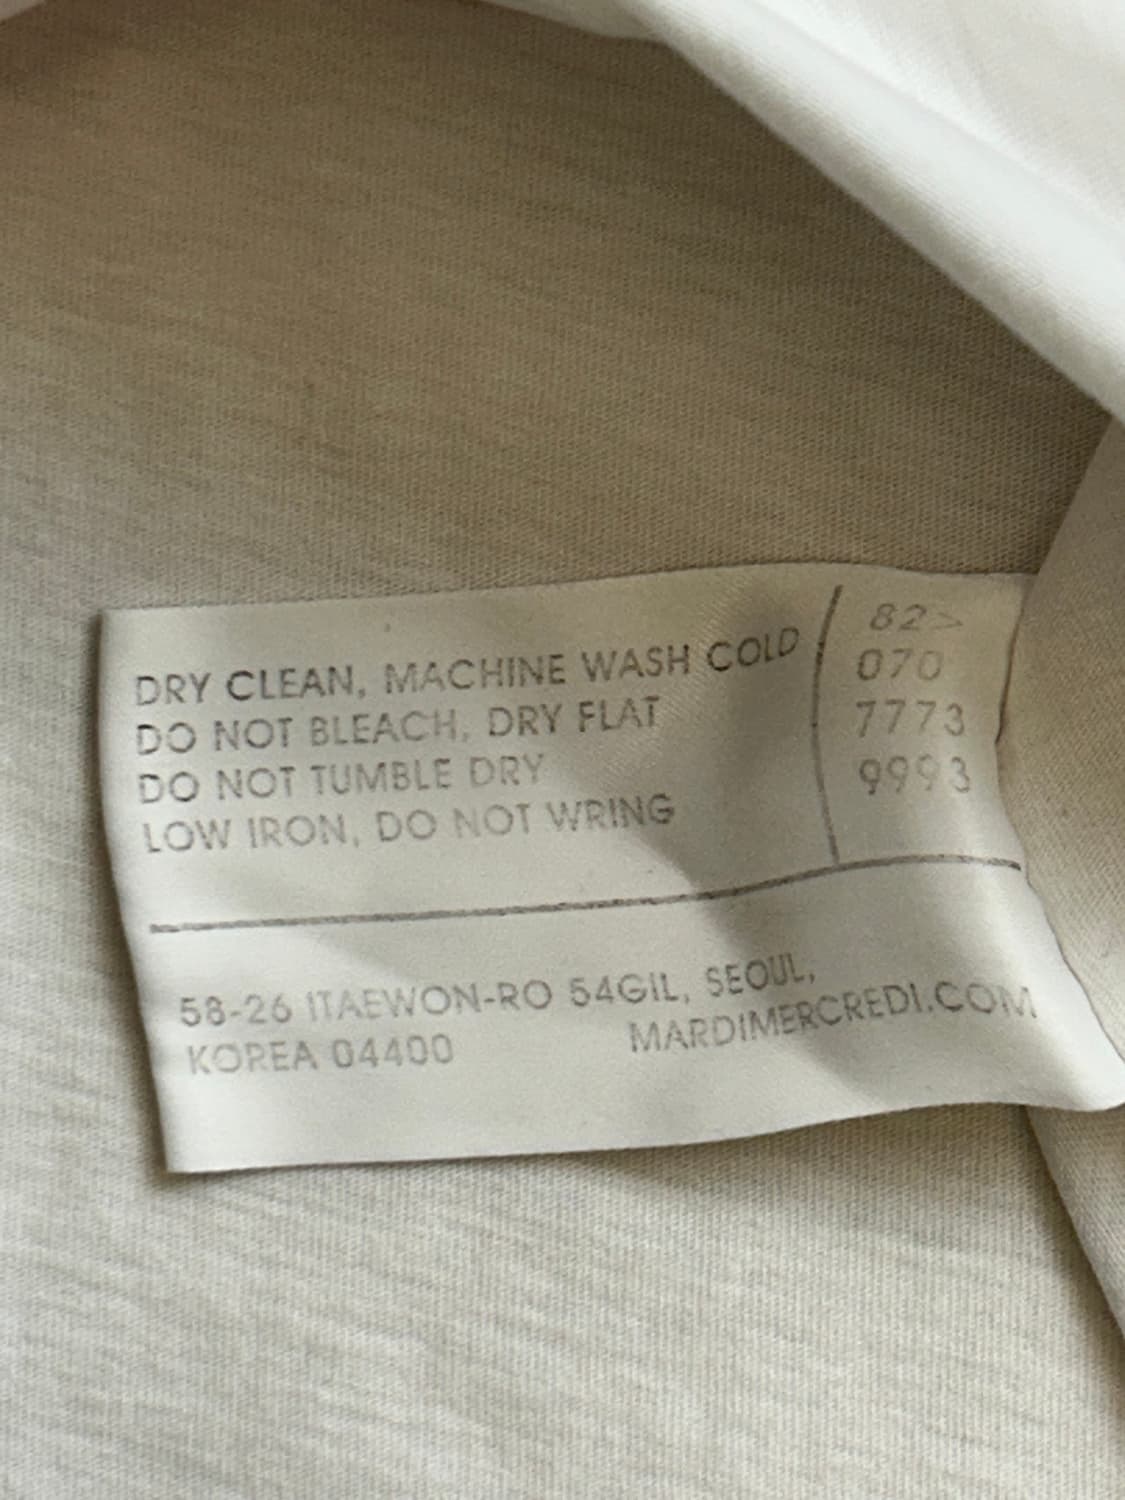 DRY CLEAN, MACHINE WASH COLD
DO NOT BLEACH, DRY FLAT
DO NOT TUMBLE DRY
LOW IRON, DO NOT WRING
82>
070
7773
9993
58-26 ITAEWON-RO 54GIL, SEOUL,
KOREA 04400
MARDIMERCREDI.COM